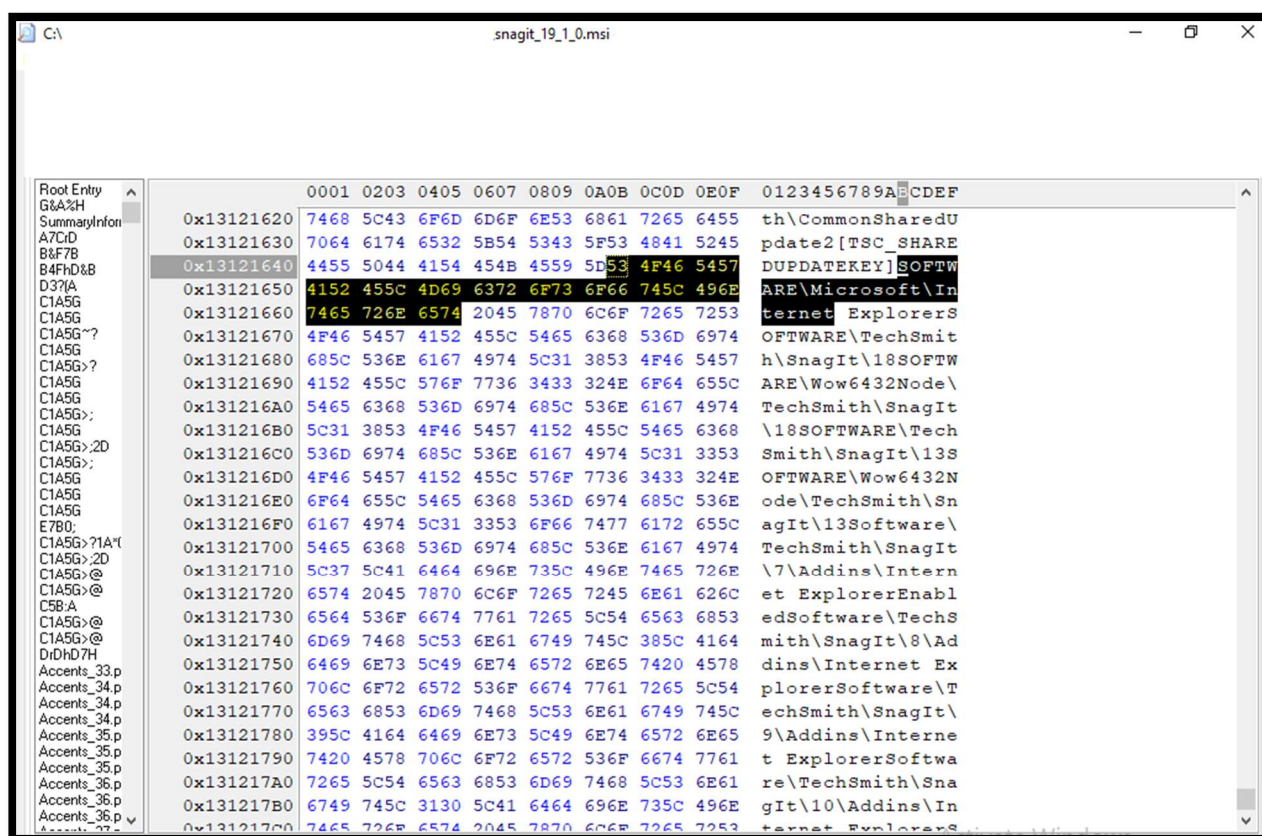 C:\ snagit_19_1_0.msi
0001 0203 0405 0607 0809 0A0B 0C0D 0E0F 0123456789ABCDEF
Root Entry
G&A%H
SummaryInfori
A7CrD
B&F7B
B4FhD&B
D3?(A
C1A5G
C1A5G
C1A5G~?
C1A5G
C1A5G>?
C1A5G
C1A5G
C1A5G>;
C1A5G
C1A5G>;2D
C1A5G>;
C1A5G
C1A5G
C1A5G
E7B0;
C1A5G>?1A*(
C1A5G>;2D
C1A5G>@
C1A5G>@
C5B:A
C1A5G>@
C1A5G>@
DrDhD7H
Accents_33.p
Accents_34.p
Accents_34.p
Accents_34.p
Accents_35.p
Accents_35.p
Accents_35.p
Accents_36.p
Accents_36.p
Accents_36.p
0x13121620 7468 5C43 6F6D 6D6F 6E53 6861 7265 6455 th\CommonSharedU
0x13121630 7064 6174 6532 5B54 5343 5F53 4841 5245 pdate2[TSC_SHARE
0x13121640 4455 5044 4154 454B 4559 5D53 4F46 5457 DUPDATEKEY]SOFTW
0x13121650 4152 455C 4D69 6372 6F73 6F66 745C 496E ARE\Microsoft\In
0x13121660 7465 726E 6574 2045 7870 6C6F 7265 7253 ternet ExplorerS
0x13121670 4F46 5457 4152 455C 5465 6368 536D 6974 OFTWARE\TechSmit
0x13121680 685C 536E 6167 4974 5C31 3853 4F46 5457 h\SnagIt\18SOFTW
0x13121690 4152 455C 576F 7736 3433 324E 6F64 655C ARE\Wow6432Node\
0x131216A0 5465 6368 536D 6974 685C 536E 6167 4974 TechSmith\SnagIt
0x131216B0 5C31 3853 4F46 5457 4152 455C 5465 6368 \18SOFTWARE\Tech
0x131216C0 536D 6974 685C 536E 6167 4974 5C31 3353 Smith\SnagIt\13S
0x131216D0 4F46 5457 4152 455C 576F 7736 3433 324E OFTWARE\Wow6432N
0x131216E0 6F64 655C 5465 6368 536D 6974 685C 536E ode\TechSmith\Sn
0x131216F0 6167 4974 5C31 3353 6F66 7477 6172 655C agIt\13Software\
0x13121700 5465 6368 536D 6974 685C 536E 6167 4974 TechSmith\SnagIt
0x13121710 5C37 5C41 6464 696E 735C 496E 7465 726E \7\Addins\Intern
0x13121720 6574 2045 7870 6C6F 7265 7245 6E61 626C et ExplorerEnabl
0x13121730 6564 536F 6674 7761 7265 5C54 6563 6853 edSoftware\TechS
0x13121740 6D69 7468 5C53 6E61 6749 745C 385C 4164 mith\SnagIt\8\Ad
0x13121750 6469 6E73 5C49 6E74 6572 6E65 7420 4578 dins\Internet Ex
0x13121760 706C 6F72 6572 536F 6674 7761 7265 5C54 plorerSoftware\T
0x13121770 6563 6853 6D69 7468 5C53 6E61 6749 745C echSmith\SnagIt\
0x13121780 395C 4164 6469 6E73 5C49 6E74 6572 6E65 9\Addins\Interne
0x13121790 7420 4578 706C 6F72 6572 536F 6674 7761 t ExplorerSoftwa
0x131217A0 7265 5C54 6563 6853 6D69 7468 5C53 6E61 re\TechSmith\Sna
0x131217B0 6749 745C 3130 5C41 6464 696E 735C 496E gIt\10\Addins\In
0x131217C0 7465 726E 6574 2045 7870 6C6F 7265 7253 ternet ExplorerS